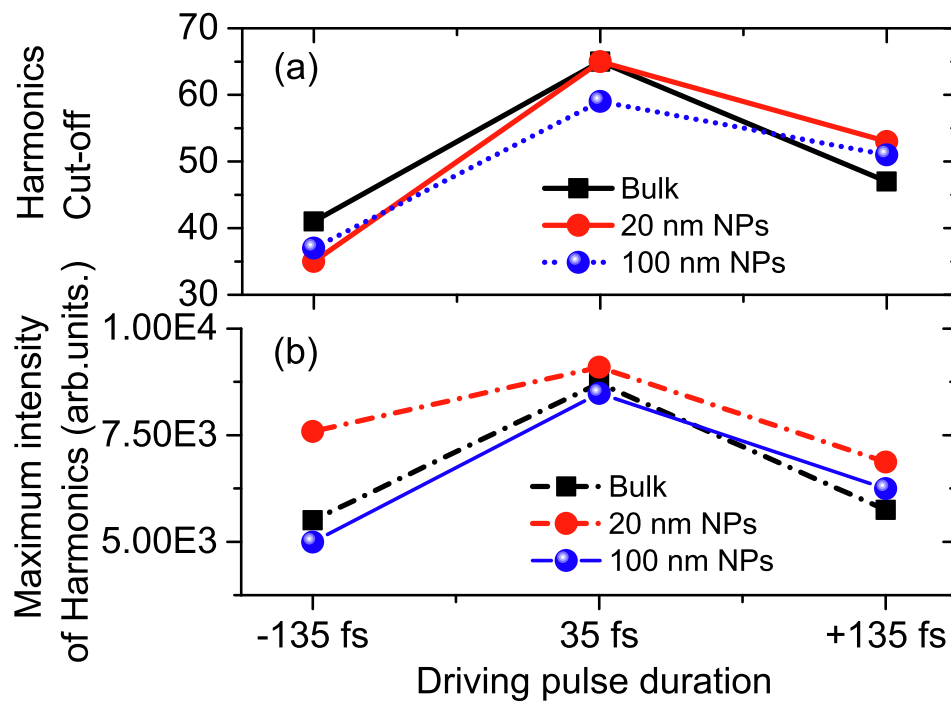 Harmonics
Cut-off
70
60
50
40
30
(a)
Bulk
20 nm NPs
100 nm NPs
Maximum intensity
of Harmonics (arb.units.)
1.00E4
7.50E3
5.00E3
(b)
Bulk
20 nm NPs
100 nm NPs
-135 fs
35 fs
+135 fs
Driving pulse duration